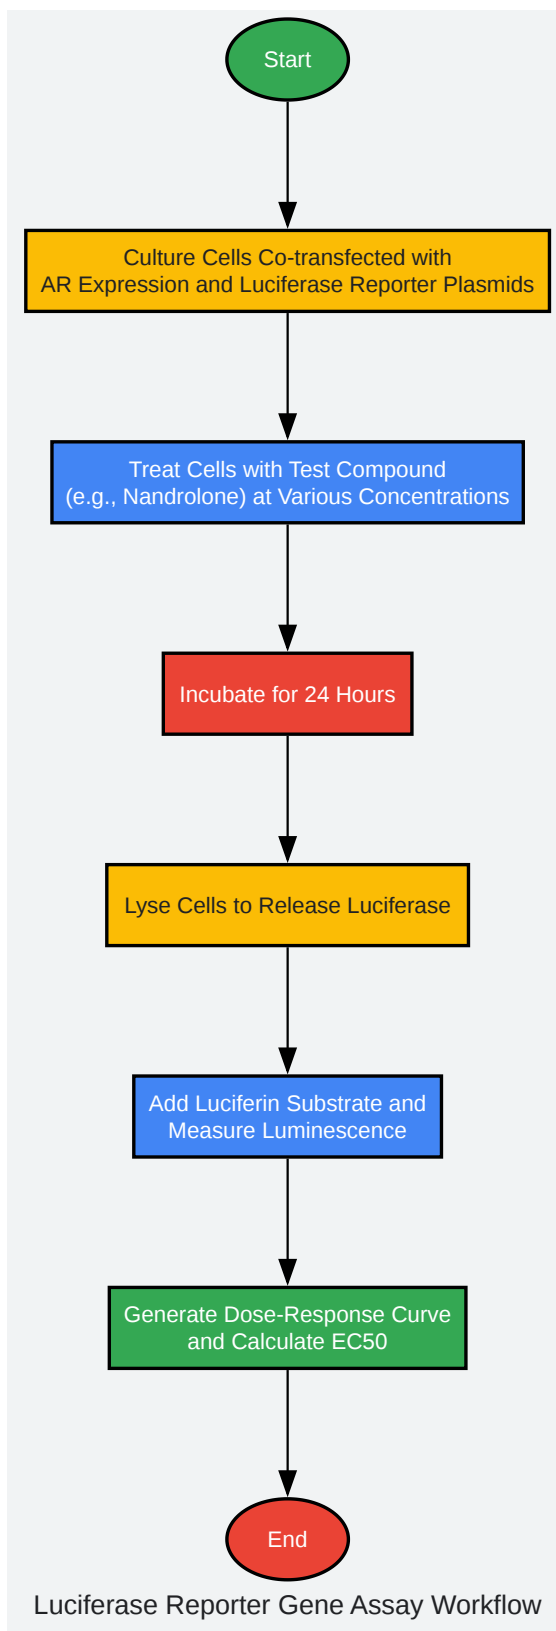 Start
Culture Cells Co-transfected with
AR Expression and Luciferase Reporter Plasmids
Treat Cells with Test Compound
(e.g., Nandrolone) at Various Concentrations
Incubate for 24 Hours
Lyse Cells to Release Luciferase
Add Luciferin Substrate and
Measure Luminescence
Generate Dose-Response Curve
and Calculate EC50
End
Luciferase Reporter Gene Assay Workflow